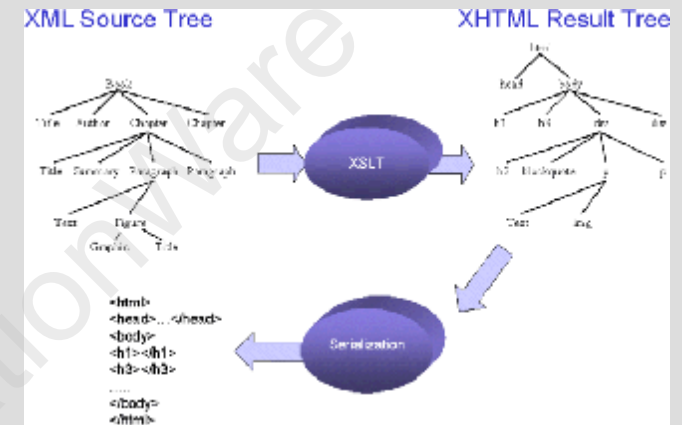 XML Source Tree
XHTML Result Tree
html
Book
head body
Title Author Chapter Chapter
h1 h3 div div
XSLT
Title Summary Paragraph Paragraph
h2 blockquote p p
Text Figure
Text img
Graphic Title
<html>
<head>...</head>
<body>
<h1></h1>
<h3></h3>
.....
</body>
</html>
Serialization